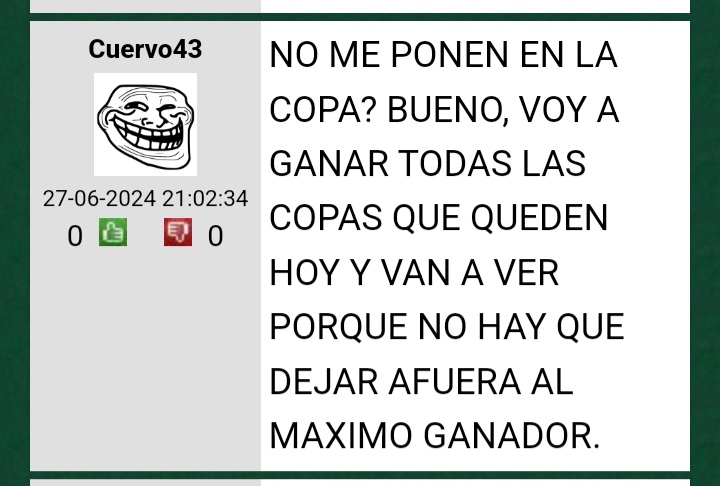 Cuervo43
27-06-2024 21:02:34
0 0
NO ME PONEN EN LA
COPA? BUENO, VOY A
GANAR TODAS LAS
COPAS QUE QUEDEN
HOY Y VAN A VER
PORQUE NO HAY QUE
DEJAR AFUERA AL
MAXIMO GANADOR.